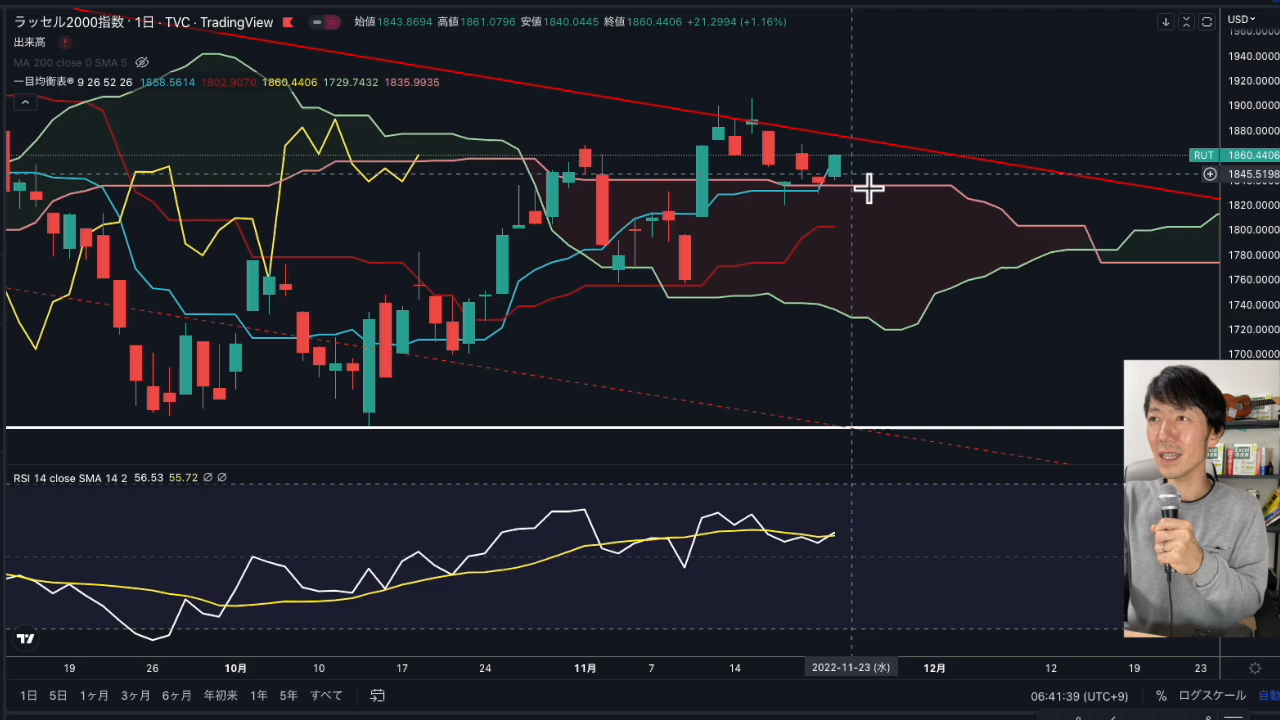 ラッセル2000指数 · 1日 · TVC · TradingView
始値1843.8694 高値1861.0796 安値1840.0445 終値1860.4406 +21.2994 (+1.16%)
USD
出来高
MA 200 close 0 SMA 5
一目均衡表 9 26 52 26 1858.5614 1802.9070 1860.4406 1729.7432 1835.9935
1960.0000
1940.0000
1920.0000
1900.0000
1880.0000
RUT 1860.4406
1845.5198
1820.0000
1800.0000
1780.0000
1760.0000
1740.0000
1720.0000
1700.0000
RSI 14 close SMA 14 2 56.53 55.72 ∅ ∅
19 26 10月 10 17 24 11月 7 14 2022-11-23 (水) 12月 12 19 23
1日 5日 1ヶ月 3ヶ月 6ヶ月 年初来 1年 5年 すべて
06:41:39 (UTC+9) % ログスケール 自動